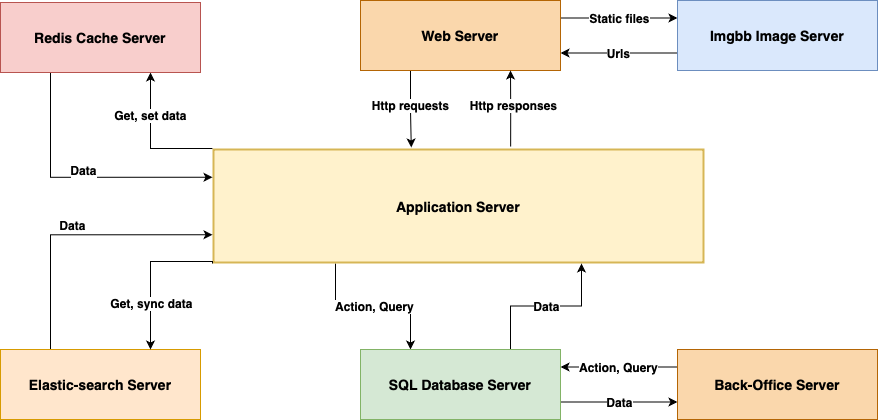 Redis Cache Server
Web Server
Static files
Urls
Imgbb Image Server
Get, set data
Http requests
Http responses
Data
Application Server
Data
Get, sync data
Action, Query
Data
Elastic-search Server
SQL Database Server
Action, Query
Data
Back-Office Server